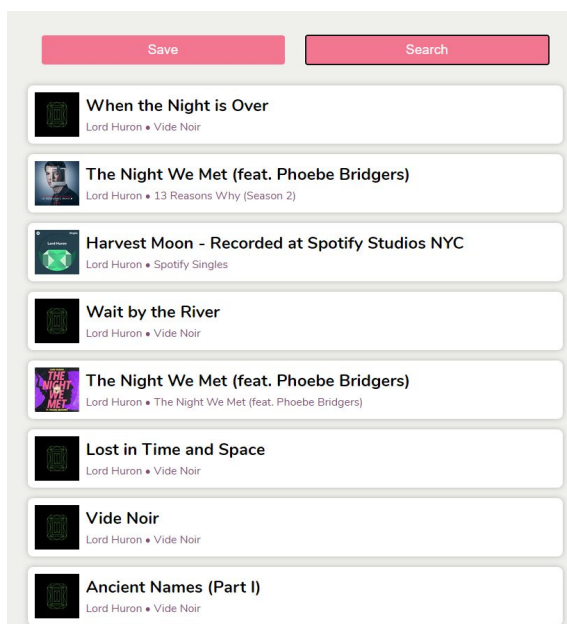 Save
Search
When the Night is Over
Lord Huron • Vide Noir
The Night We Met (feat. Phoebe Bridgers)
Lord Huron • 13 Reasons Why (Season 2)
Harvest Moon - Recorded at Spotify Studios NYC
Lord Huron • Spotify Singles
Wait by the River
Lord Huron • Vide Noir
THE
NIGHT
WE
MET
The Night We Met (feat. Phoebe Bridgers)
Lord Huron • The Night We Met (feat. Phoebe Bridgers)
Lost in Time and Space
Lord Huron • Vide Noir
Vide Noir
Lord Huron • Vide Noir
Ancient Names (Part I)
Lord Huron • Vide Noir